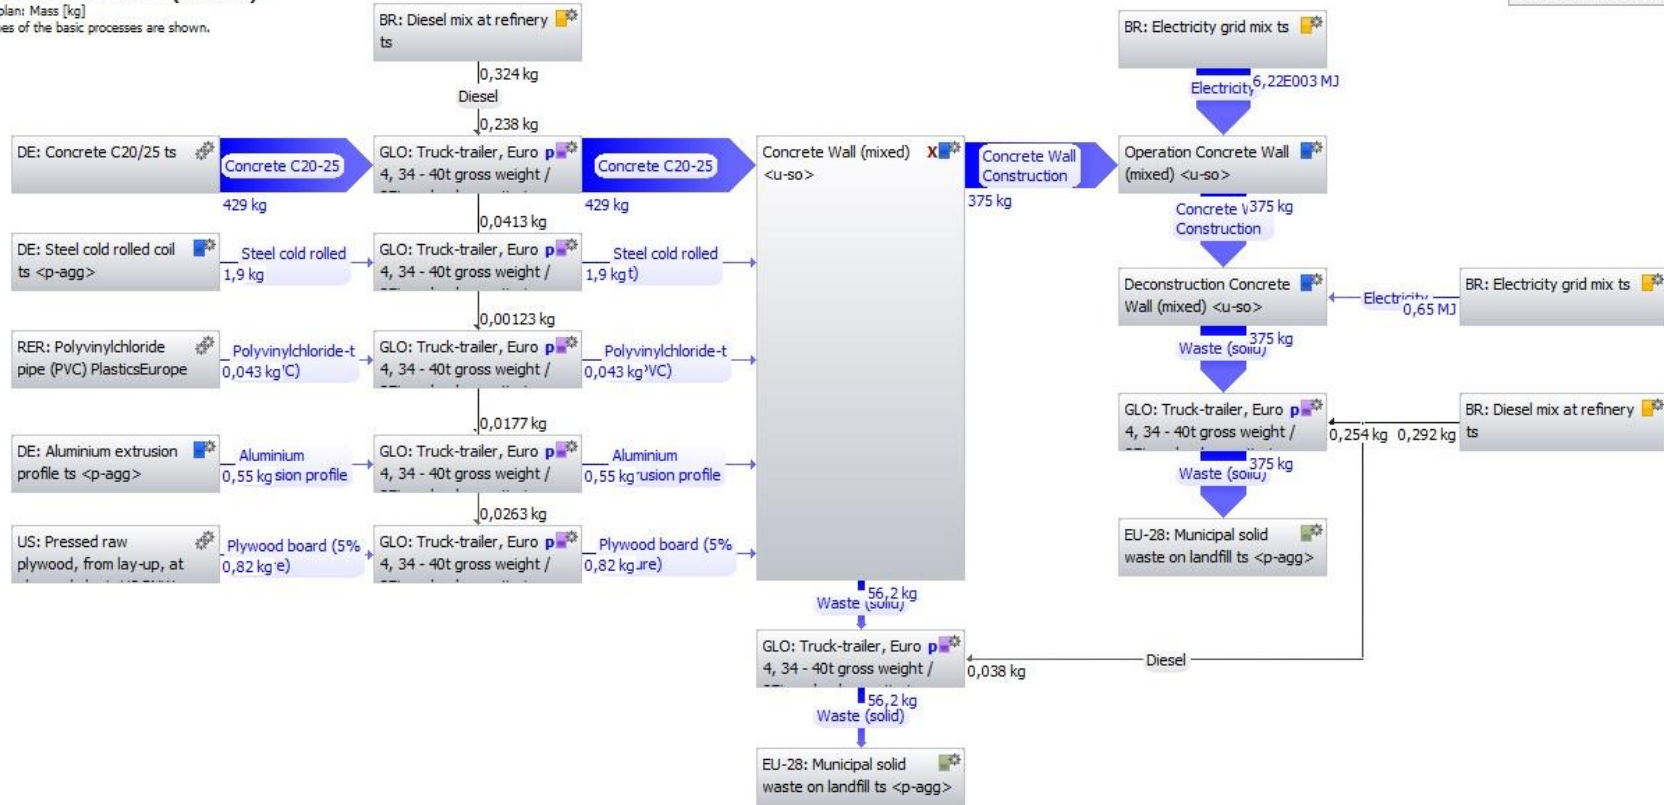 plan: Mass [kg]
es of the basic processes are shown.
BR: Diesel mix at refinery
ts
0,324 kg
Diesel
0,238 kg
BR: Electricity grid mix ts
Electricity
6,22E003 MJ
DE: Concrete C20/25 ts
Concrete C20-25
429 kg
GLO: Truck-trailer, Euro p
4, 34 - 40t gross weight /
Concrete C20-25
429 kg
Concrete Wall (mixed) X
<u-so>
Concrete Wall
Construction
375 kg
Operation Concrete Wall
(mixed) <u-so>
Concrete
375 kg
Construction
0,0413 kg
DE: Steel cold rolled coil
ts <p-agg>
Steel cold rolled
1,9 kg
GLO: Truck-trailer, Euro p
4, 34 - 40t gross weight /
Steel cold rolled
1,9 kg t)
Deconstruction Concrete
Wall (mixed) <u-so>
Electricity
0,65 MJ
BR: Electricity grid mix ts
0,00123 kg
375 kg
Waste (solid)
RER: Polyvinylchloride
pipe (PVC) PlasticsEurope
Polyvinylchloride-t
0,043 kg 'C)
GLO: Truck-trailer, Euro p
4, 34 - 40t gross weight /
Polyvinylchloride-t
0,043 kg VC)
0,0177 kg
GLO: Truck-trailer, Euro p
4, 34 - 40t gross weight /
0,254 kg 0,292 kg
BR: Diesel mix at refinery
ts
DE: Aluminium extrusion
profile ts <p-agg>
Aluminium
0,55 kg sion profile
GLO: Truck-trailer, Euro p
4, 34 - 40t gross weight /
Aluminium
0,55 kg rusion profile
375 kg
Waste (solid)
0,0263 kg
US: Pressed raw
plywood, from lay-up, at
Plywood board (5%
0,82 kg e)
GLO: Truck-trailer, Euro p
4, 34 - 40t gross weight /
Plywood board (5%
0,82 kg ure)
EU-28: Municipal solid
waste on landfill ts <p-agg>
56,2 kg
Waste (solid)
GLO: Truck-trailer, Euro p
4, 34 - 40t gross weight /
0,038 kg
Diesel
56,2 kg
Waste (solid)
EU-28: Municipal solid
waste on landfill ts <p-agg>